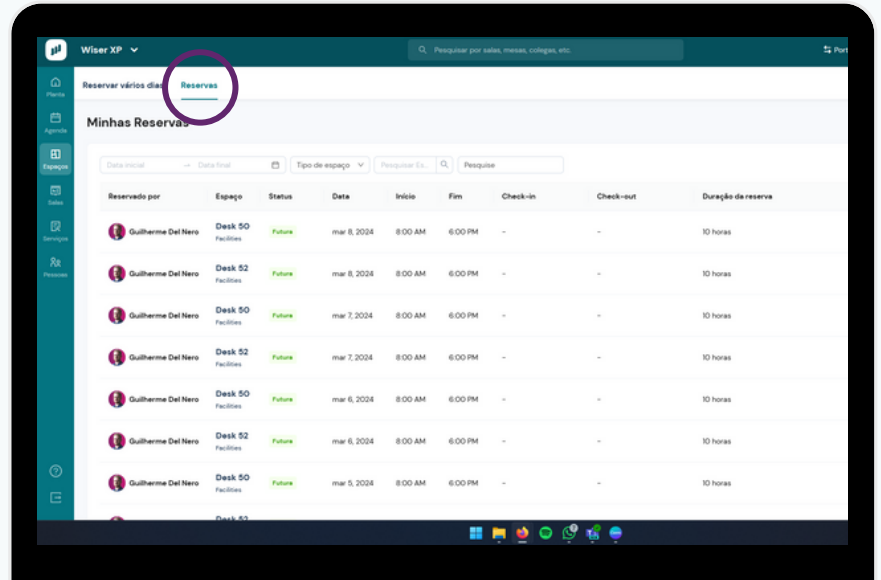 Wiser XP
Pesquisar por salas, mesas, colegas, etc.
Port
Planta
Agenda
Espaços
Salas
Serviços
Pessoas
Reservar vários dias
Reservas
Minhas Reservas
Data inicial → Data final
Tipo de espaço
Pesquisar Es...
Pesquise
Reservado por Espaço Status Data Início Fim Check-in Check-out Duração da reserva
Guilherme Del Nero Desk 50 Future mar 8, 2024 8:00 AM 6:00 PM - - 10 horas
Facilities
Guilherme Del Nero Desk 52 Future mar 8, 2024 8:00 AM 6:00 PM - - 10 horas
Facilities
Guilherme Del Nero Desk 50 Future mar 7, 2024 8:00 AM 6:00 PM - - 10 horas
Facilities
Guilherme Del Nero Desk 52 Future mar 7, 2024 8:00 AM 6:00 PM - - 10 horas
Facilities
Guilherme Del Nero Desk 50 Future mar 6, 2024 8:00 AM 6:00 PM - - 10 horas
Facilities
Guilherme Del Nero Desk 52 Future mar 6, 2024 8:00 AM 6:00 PM - - 10 horas
Facilities
Guilherme Del Nero Desk 50 Future mar 5, 2024 8:00 AM 6:00 PM - - 10 horas
Facilities
Desk 52